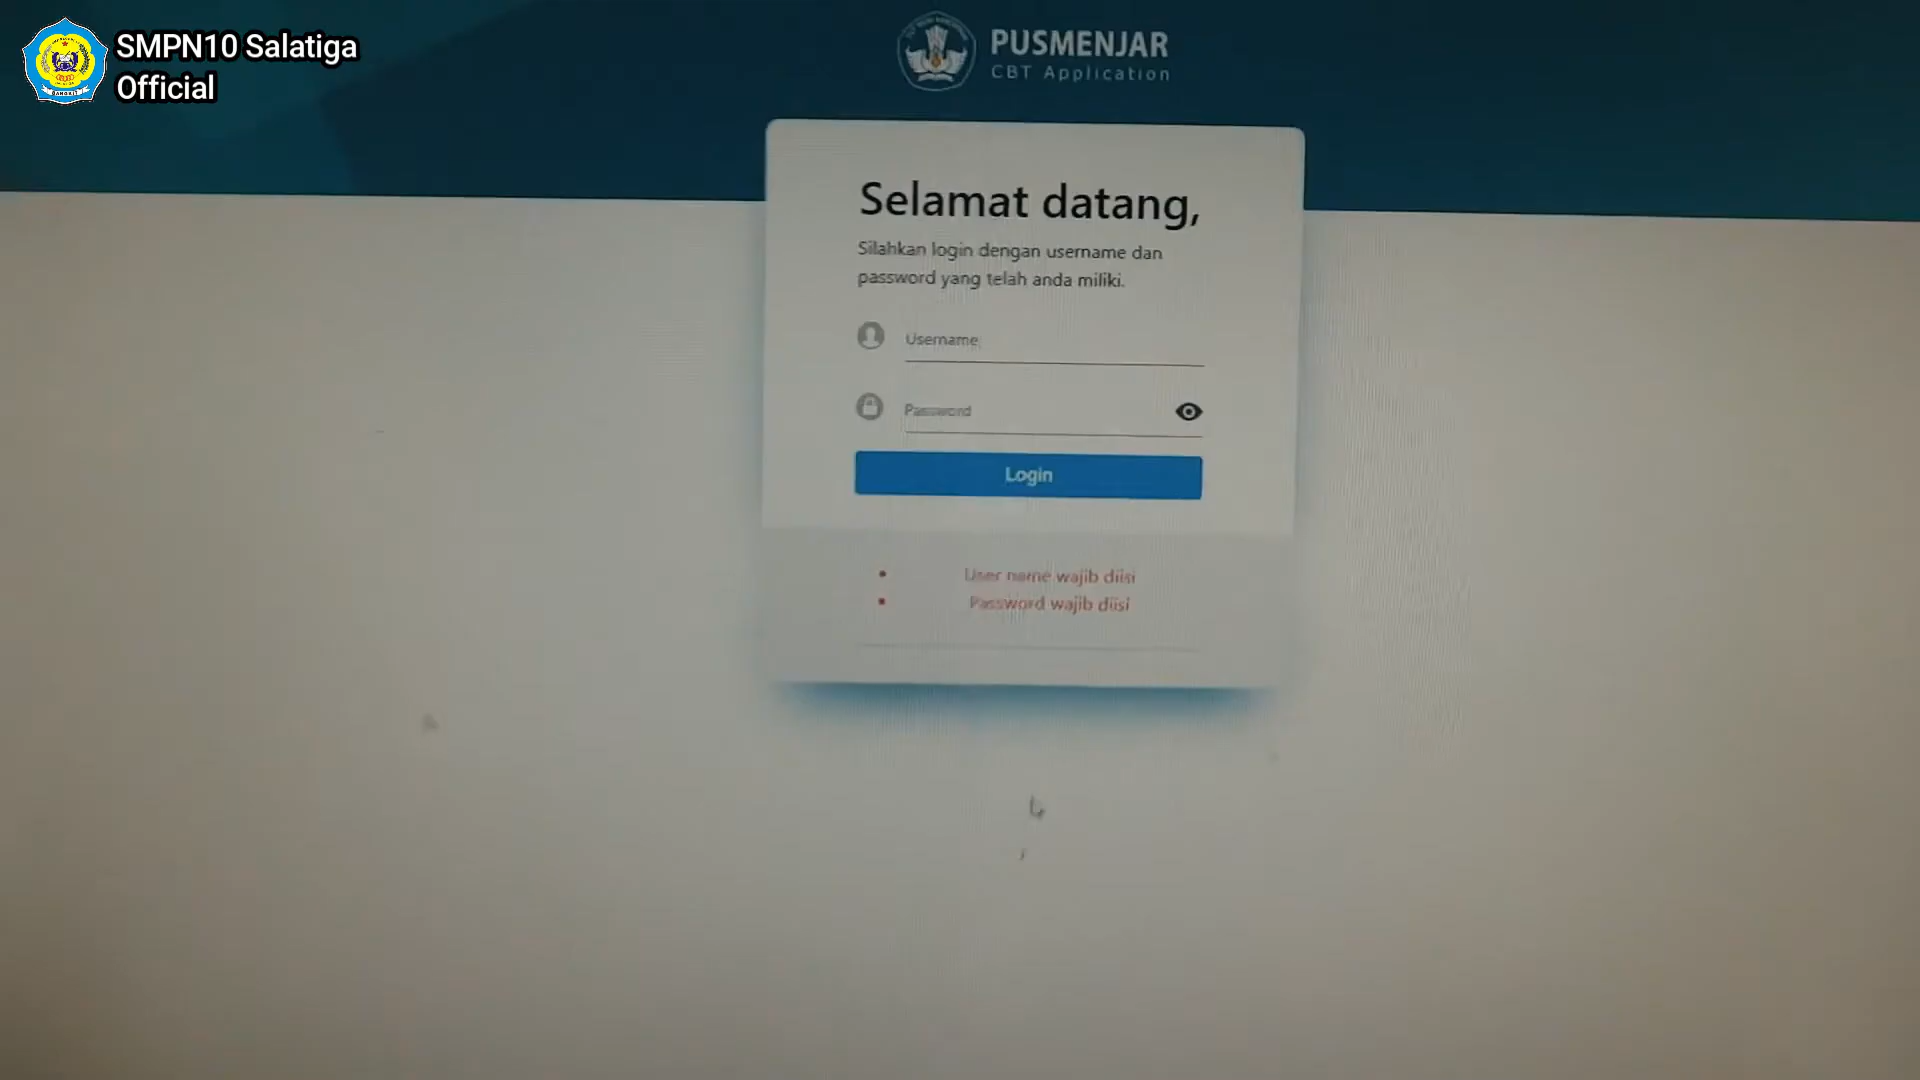 SMPN10 Salatiga
Official
PUSMENJAR
CBT Application
Selamat datang,
Silahkan login dengan username dan
password yang telah anda miliki.
Username
Password
Login
• User name wajib diisi
• Password wajib diisi